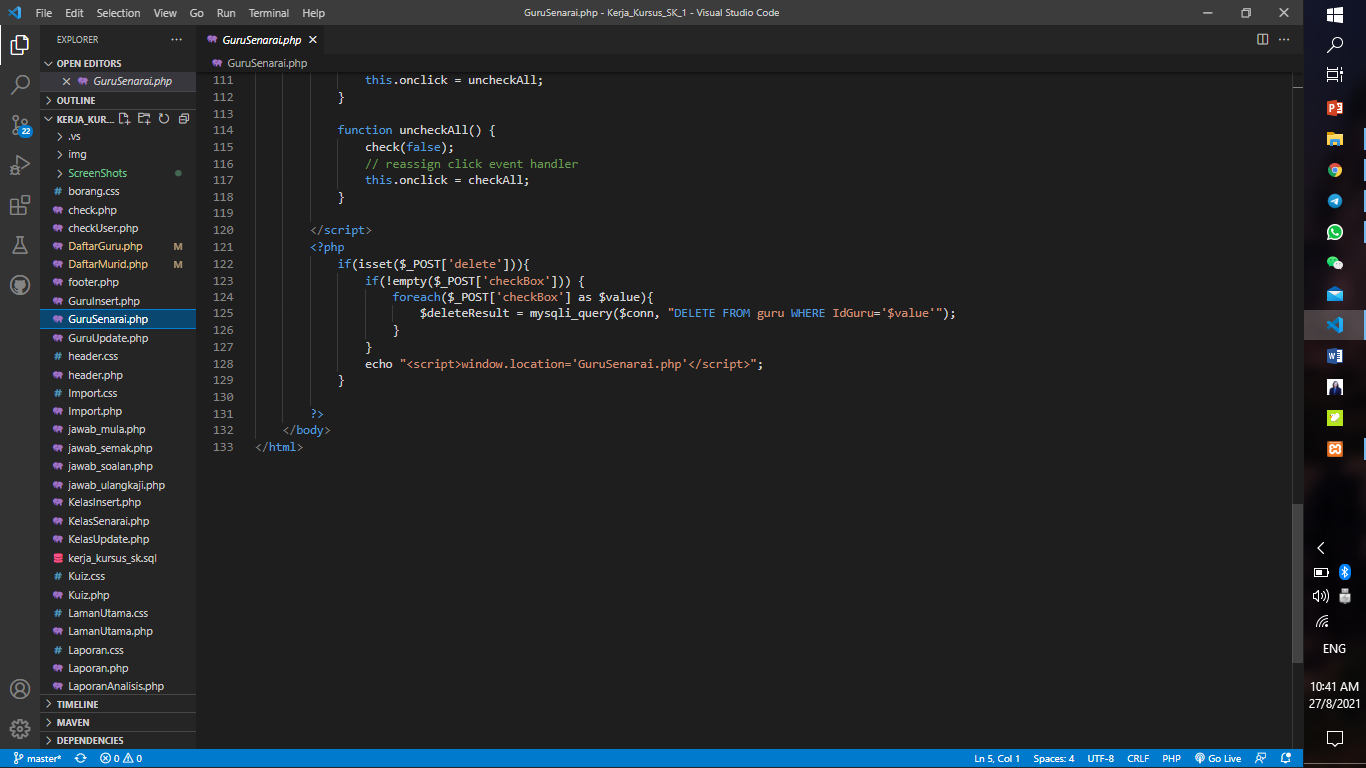 File Edit Selection View Go Run Terminal Help
GuruSenarai.php - Kerja_Kursus_SK_1 - Visual Studio Code
EXPLORER
OPEN EDITORS
GuruSenarai.php
OUTLINE
KERJA_KUR...
.vs
img
ScreenShots
# borang.css
check.php
checkUser.php
DaftarGuru.php M
DaftarMurid.php M
footer.php
GuruInsert.php
GuruSenarai.php
GuruUpdate.php
# header.css
header.php
# Import.css
Import.php
jawab_mula.php
jawab_semak.php
jawab_soalan.php
jawab_ulangkaji.php
KelasInsert.php
KelasSenarai.php
KelasUpdate.php
kerja_kursus_sk.sql
# Kuiz.css
Kuiz.php
# LamanUtama.css
LamanUtama.php
# Laporan.css
Laporan.php
LaporanAnalisis.php
TIMELINE
MAVEN
DEPENDENCIES
22
GuruSenarai.php
GuruSenarai.php
111 this.onclick = uncheckAll;
112 }
113
114 function uncheckAll() {
115 check(false);
116 // reassign click event handler
117 this.onclick = checkAll;
118 }
119
120 </script>
121 <?php
122 if(isset($_POST['delete'])){
123 if(!empty($_POST['checkBox'])) {
124 foreach($_POST['checkBox'] as $value){
125 $deleteResult = mysqli_query($conn, "DELETE FROM guru WHERE IdGuru='$value'");
126 }
127 }
128 echo "<script>window.location='GuruSenarai.php'</script>";
129 }
130
131 ?>
132 </body>
133 </html>
master* 0 0
Ln 5, Col 1 Spaces: 4 UTF-8 CRLF PHP Go Live
ENG
10:41 AM
27/8/2021